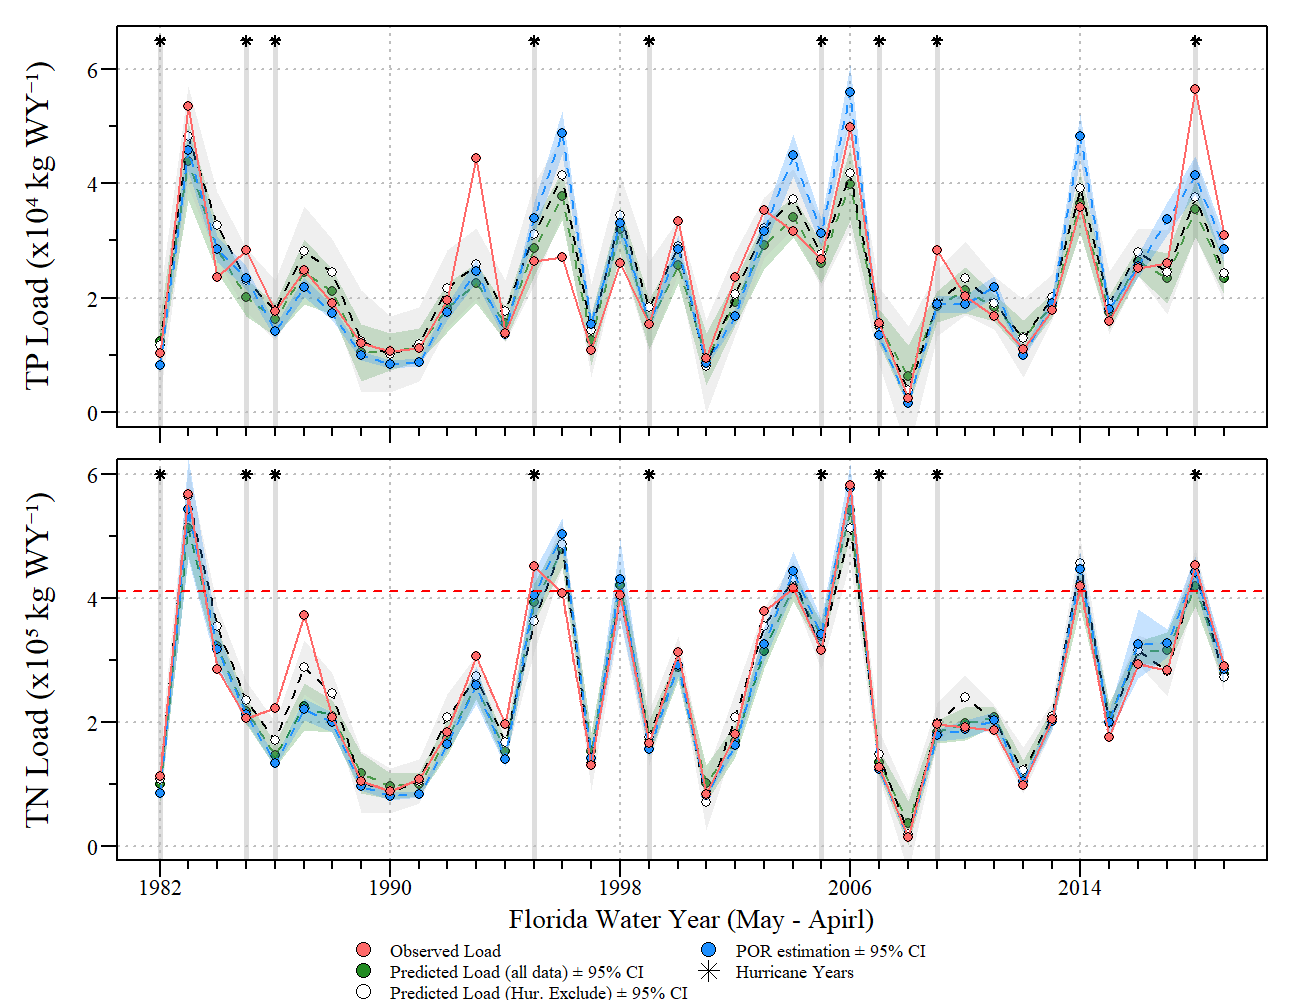 TP Load (x10⁴ kg WY⁻¹)
6
4
2
0
TN Load (x10⁵ kg WY⁻¹)
6
4
2
0
1982 1990 1998 2006 2014
Florida Water Year (May - Apirl)
Observed Load
Predicted Load (all data) ± 95% CI
Predicted Load (Hur. Exclude) ± 95% CI
POR estimation ± 95% CI
Hurricane Years